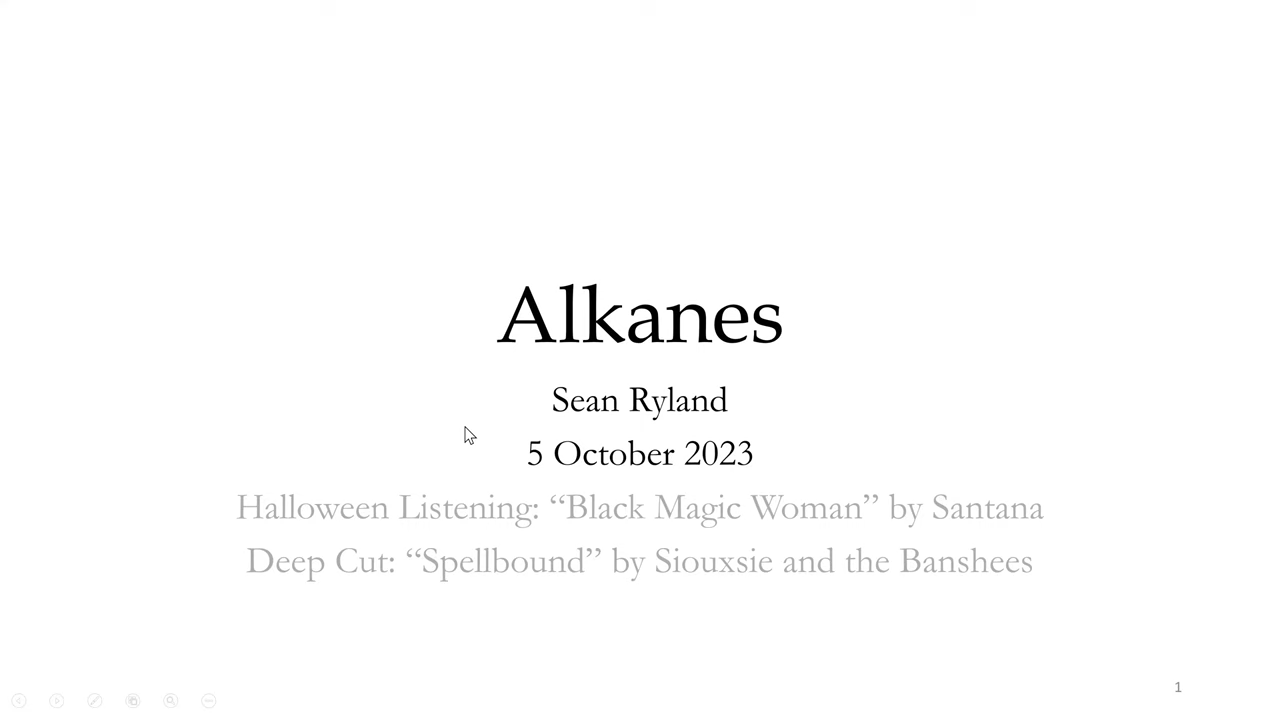 Alkanes
Sean Ryland
5 October 2023
Halloween Listening: “Black Magic Woman” by Santana
Deep Cut: “Spellbound” by Siouxsie and the Banshees
1